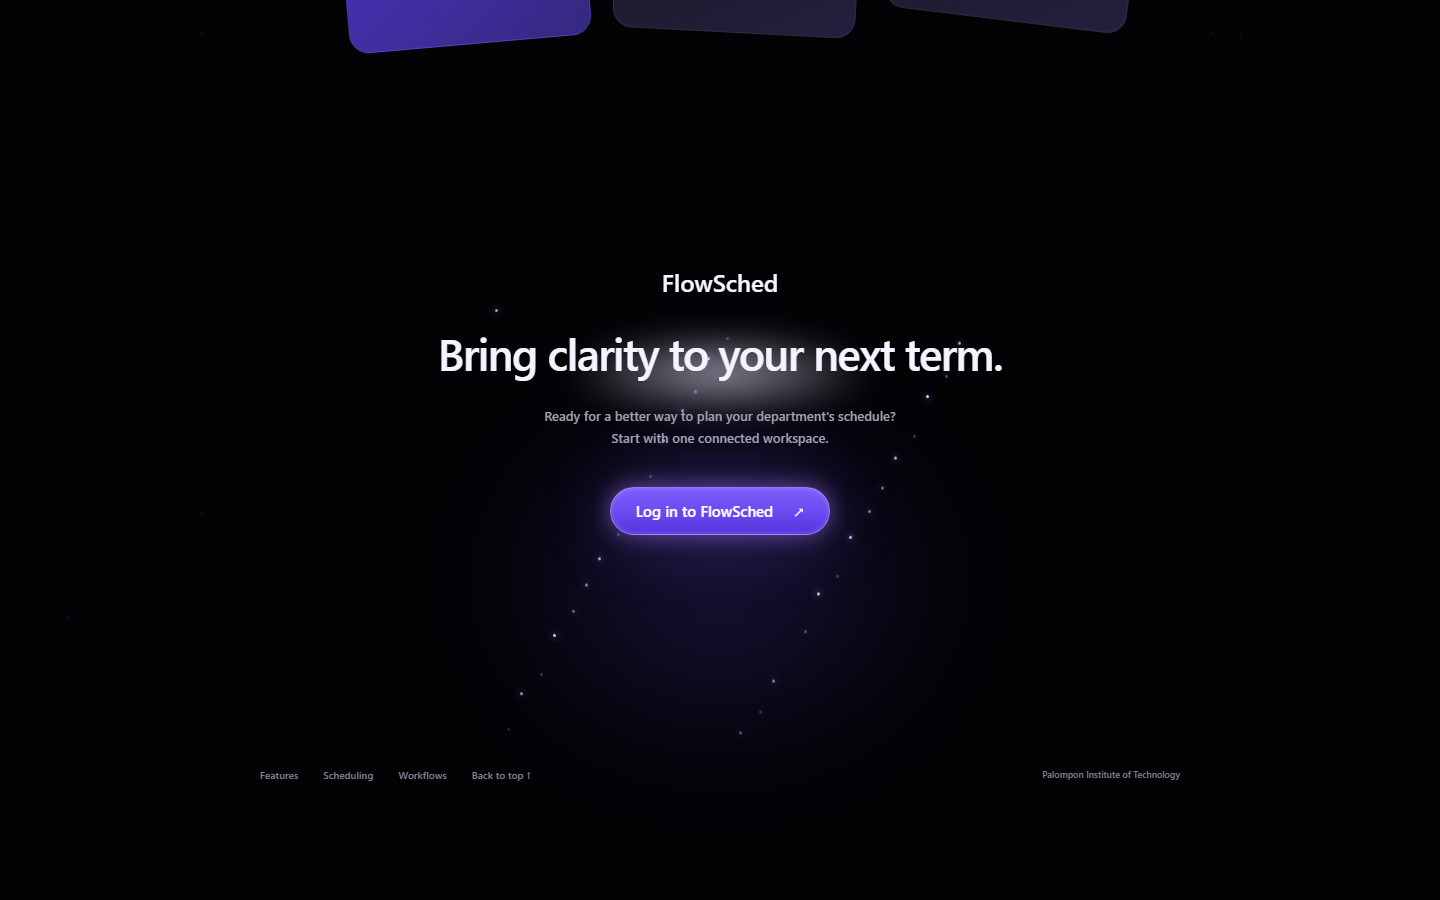 FlowSched
Bring clarity to your next term.
Ready for a better way to plan your department's schedule?
Start with one connected workspace.
Log in to FlowSched ↗
Features Scheduling Workflows Back to top ↑ Palompon Institute of Technology